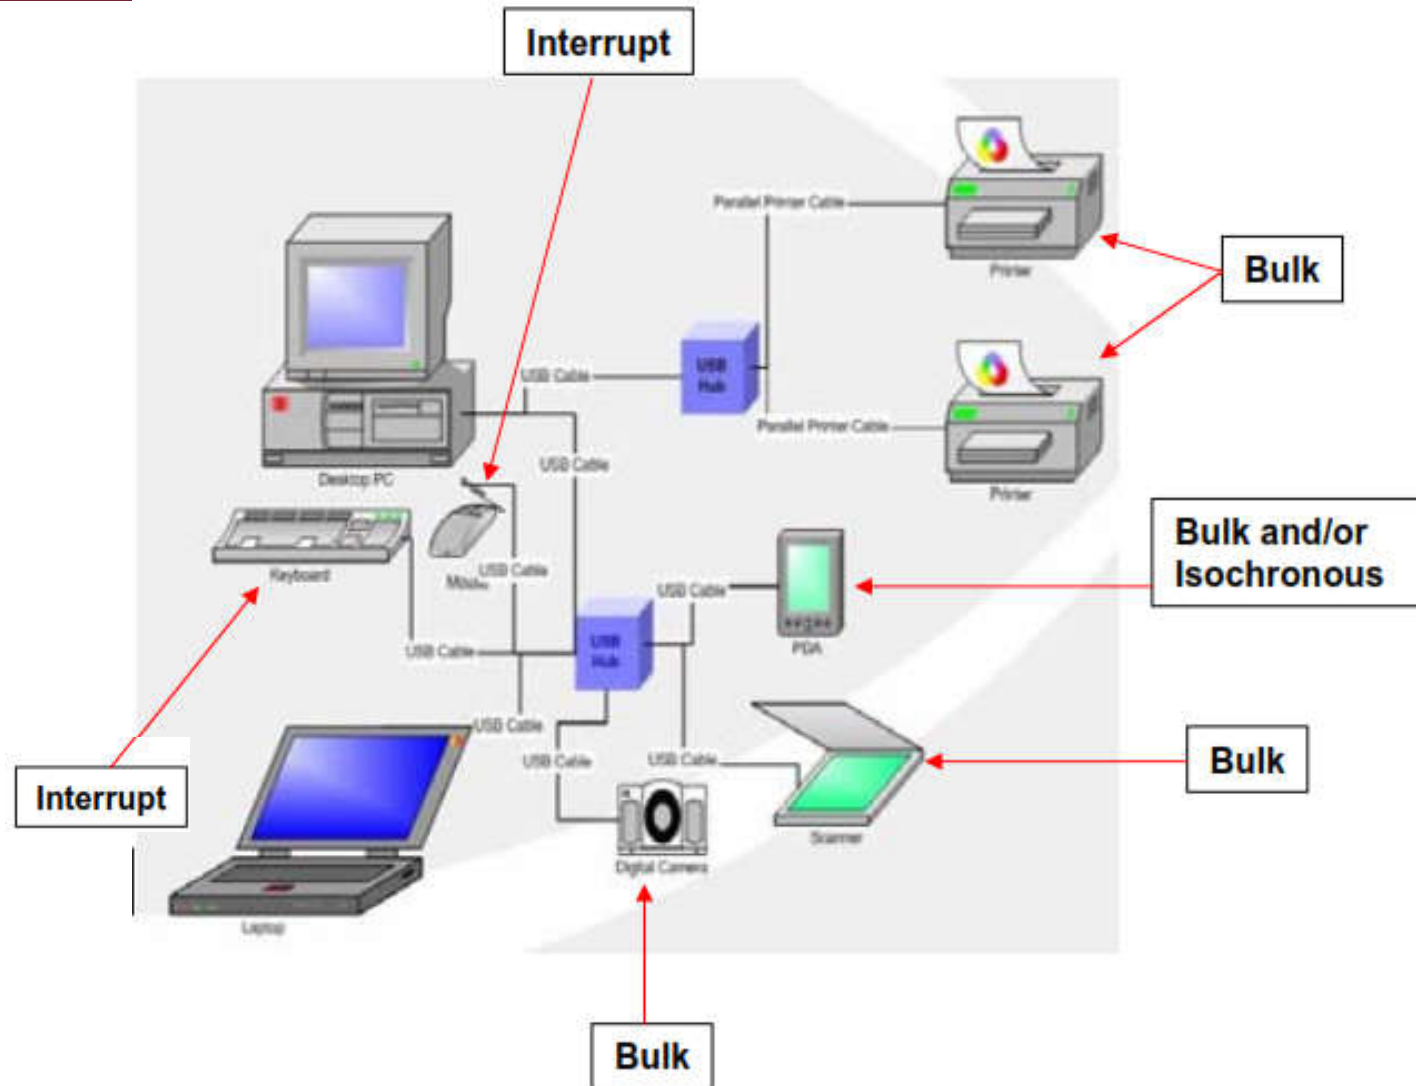 Interrupt
Parallel Printer Cable
Printer
Bulk
USB
Hub
USB Cable
Parallel Printer Cable
USB Cable
Desktop PC
Printer
Bulk and/or
Isochronous
Keyboard
USB Cable
USB Cable
USB
Hub
USB Cable
PDA
USB Cable
USB Cable
USB Cable
Bulk
Interrupt
Scanner
Digital Camera
Laptop
Bulk